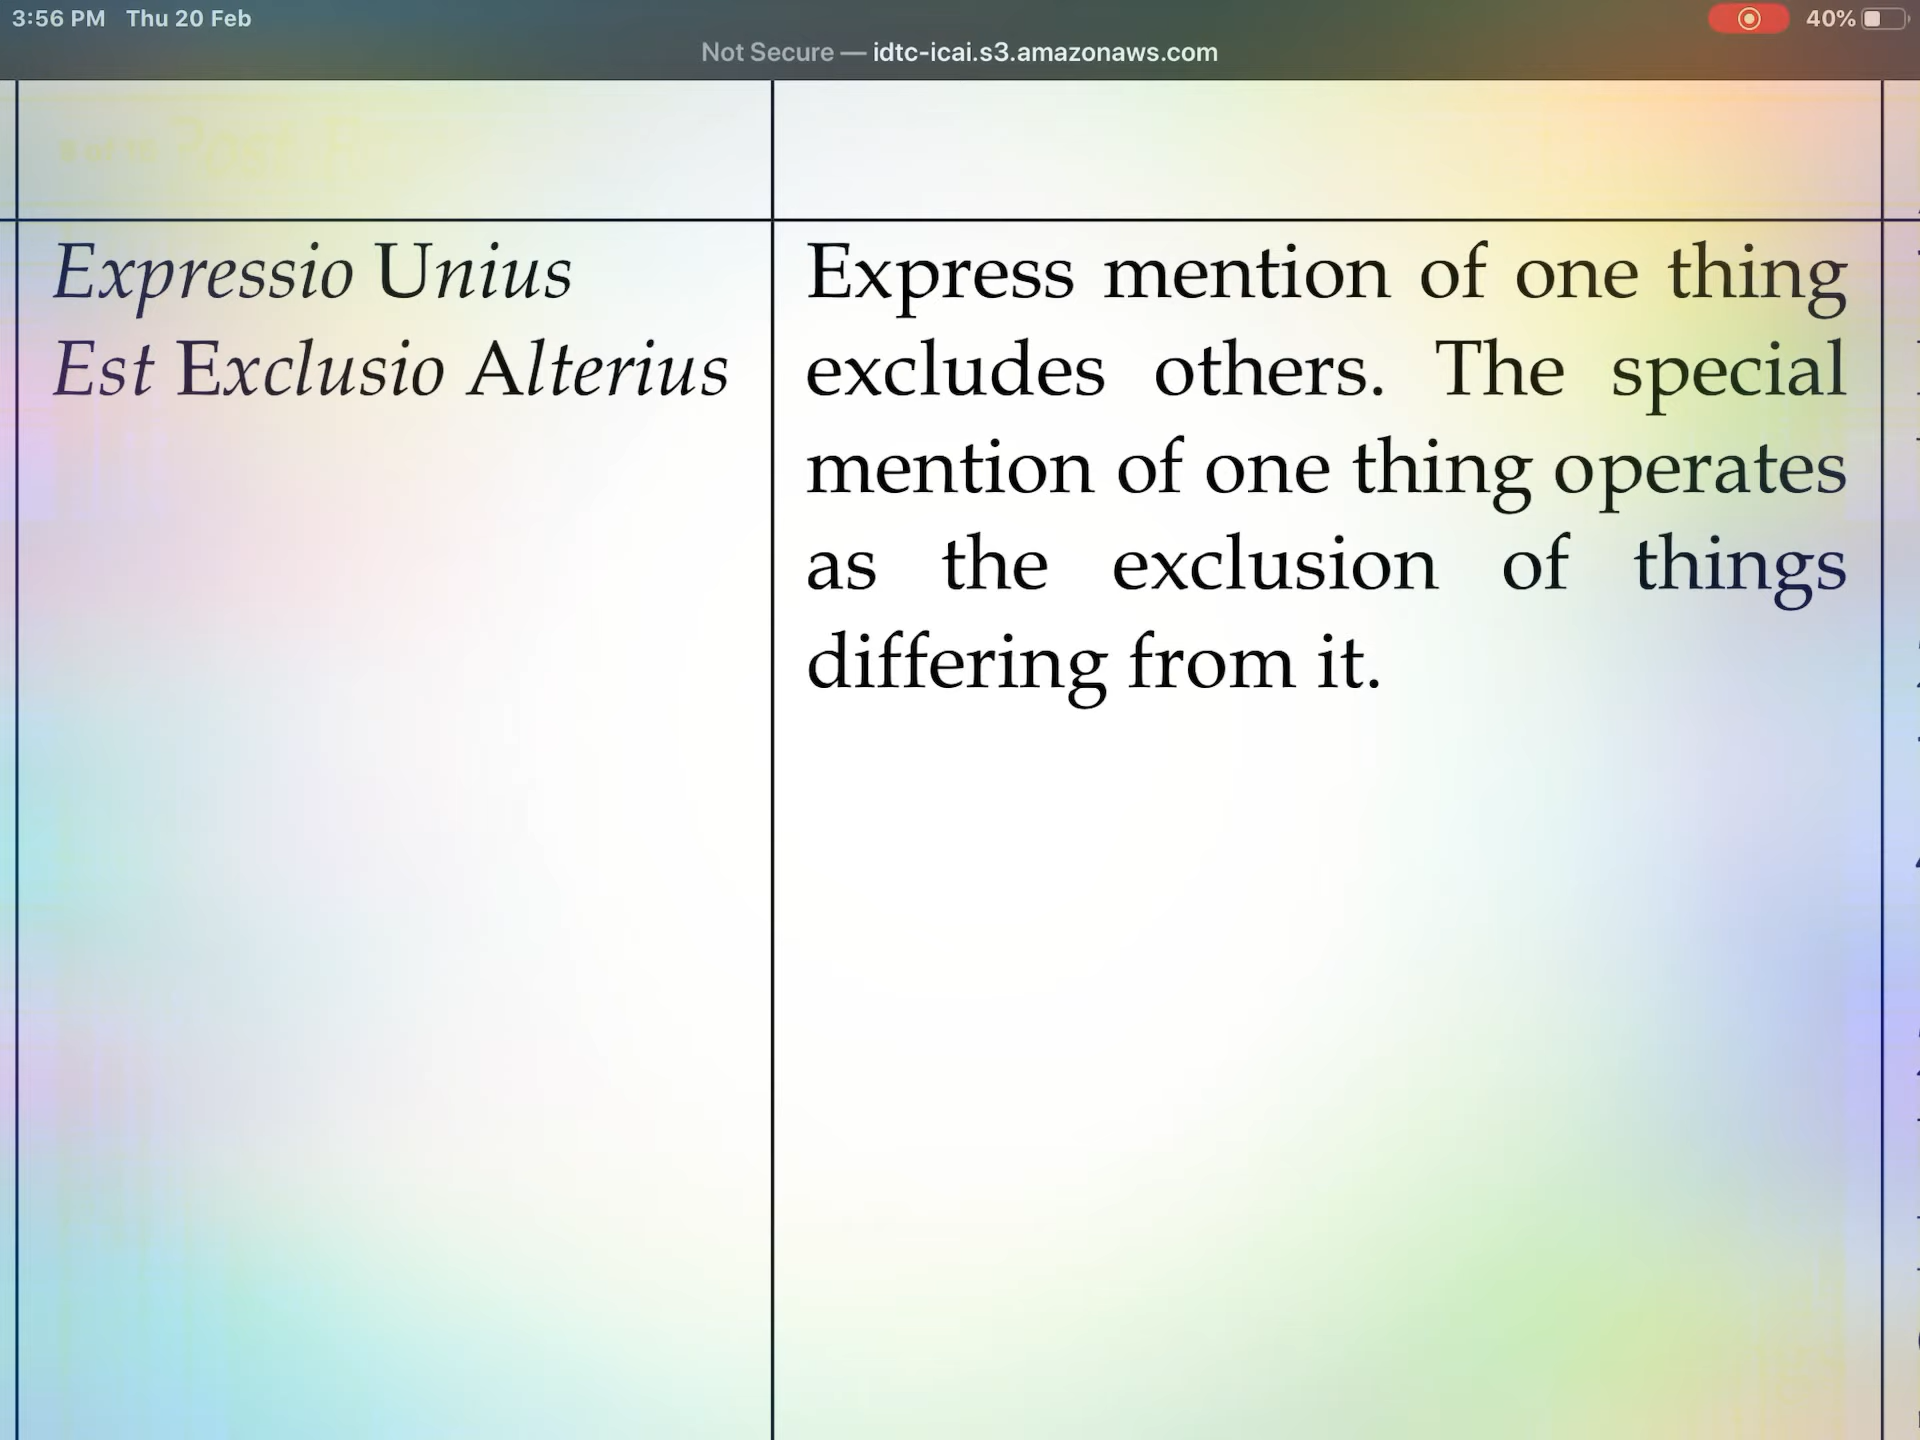 3:56 PM Thu 20 Feb
40%
Not Secure — idtc-icai.s3.amazonaws.com
Expressio Unius
Est Exclusio Alterius
Express mention of one thing
excludes others. The special
mention of one thing operates
as the exclusion of things
differing from it.